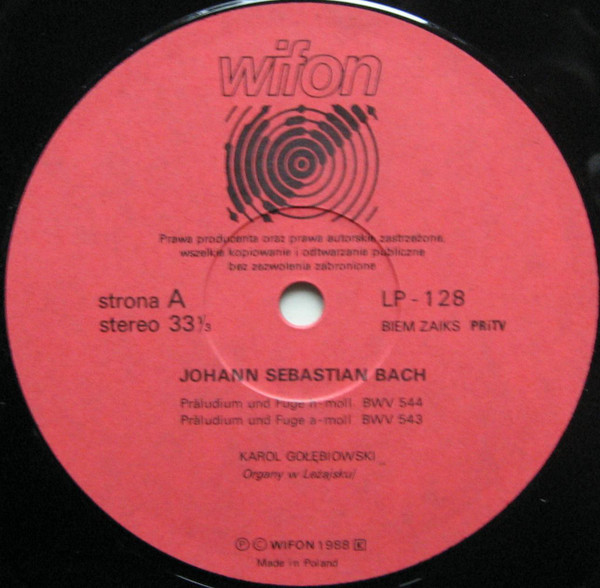 wifon
Prawa producenta oraz prawa autorskie zastrzeżone,
wszelkie kopiowanie i odtwarzanie publiczne
bez zezwolenia zabronione
strona A
LP - 128
stereo 33⅓
BIEM ZAIKS PRiTV
JOHANN SEBASTIAN BACH
Präludium und Fuge h-moll BWV 544
Präludium und Fuge a-moll BWV 543
KAROL GOŁĘBIOWSKI
Organy w Leżajsku
Ⓟ Ⓒ WIFON 1988 K
Made in Poland